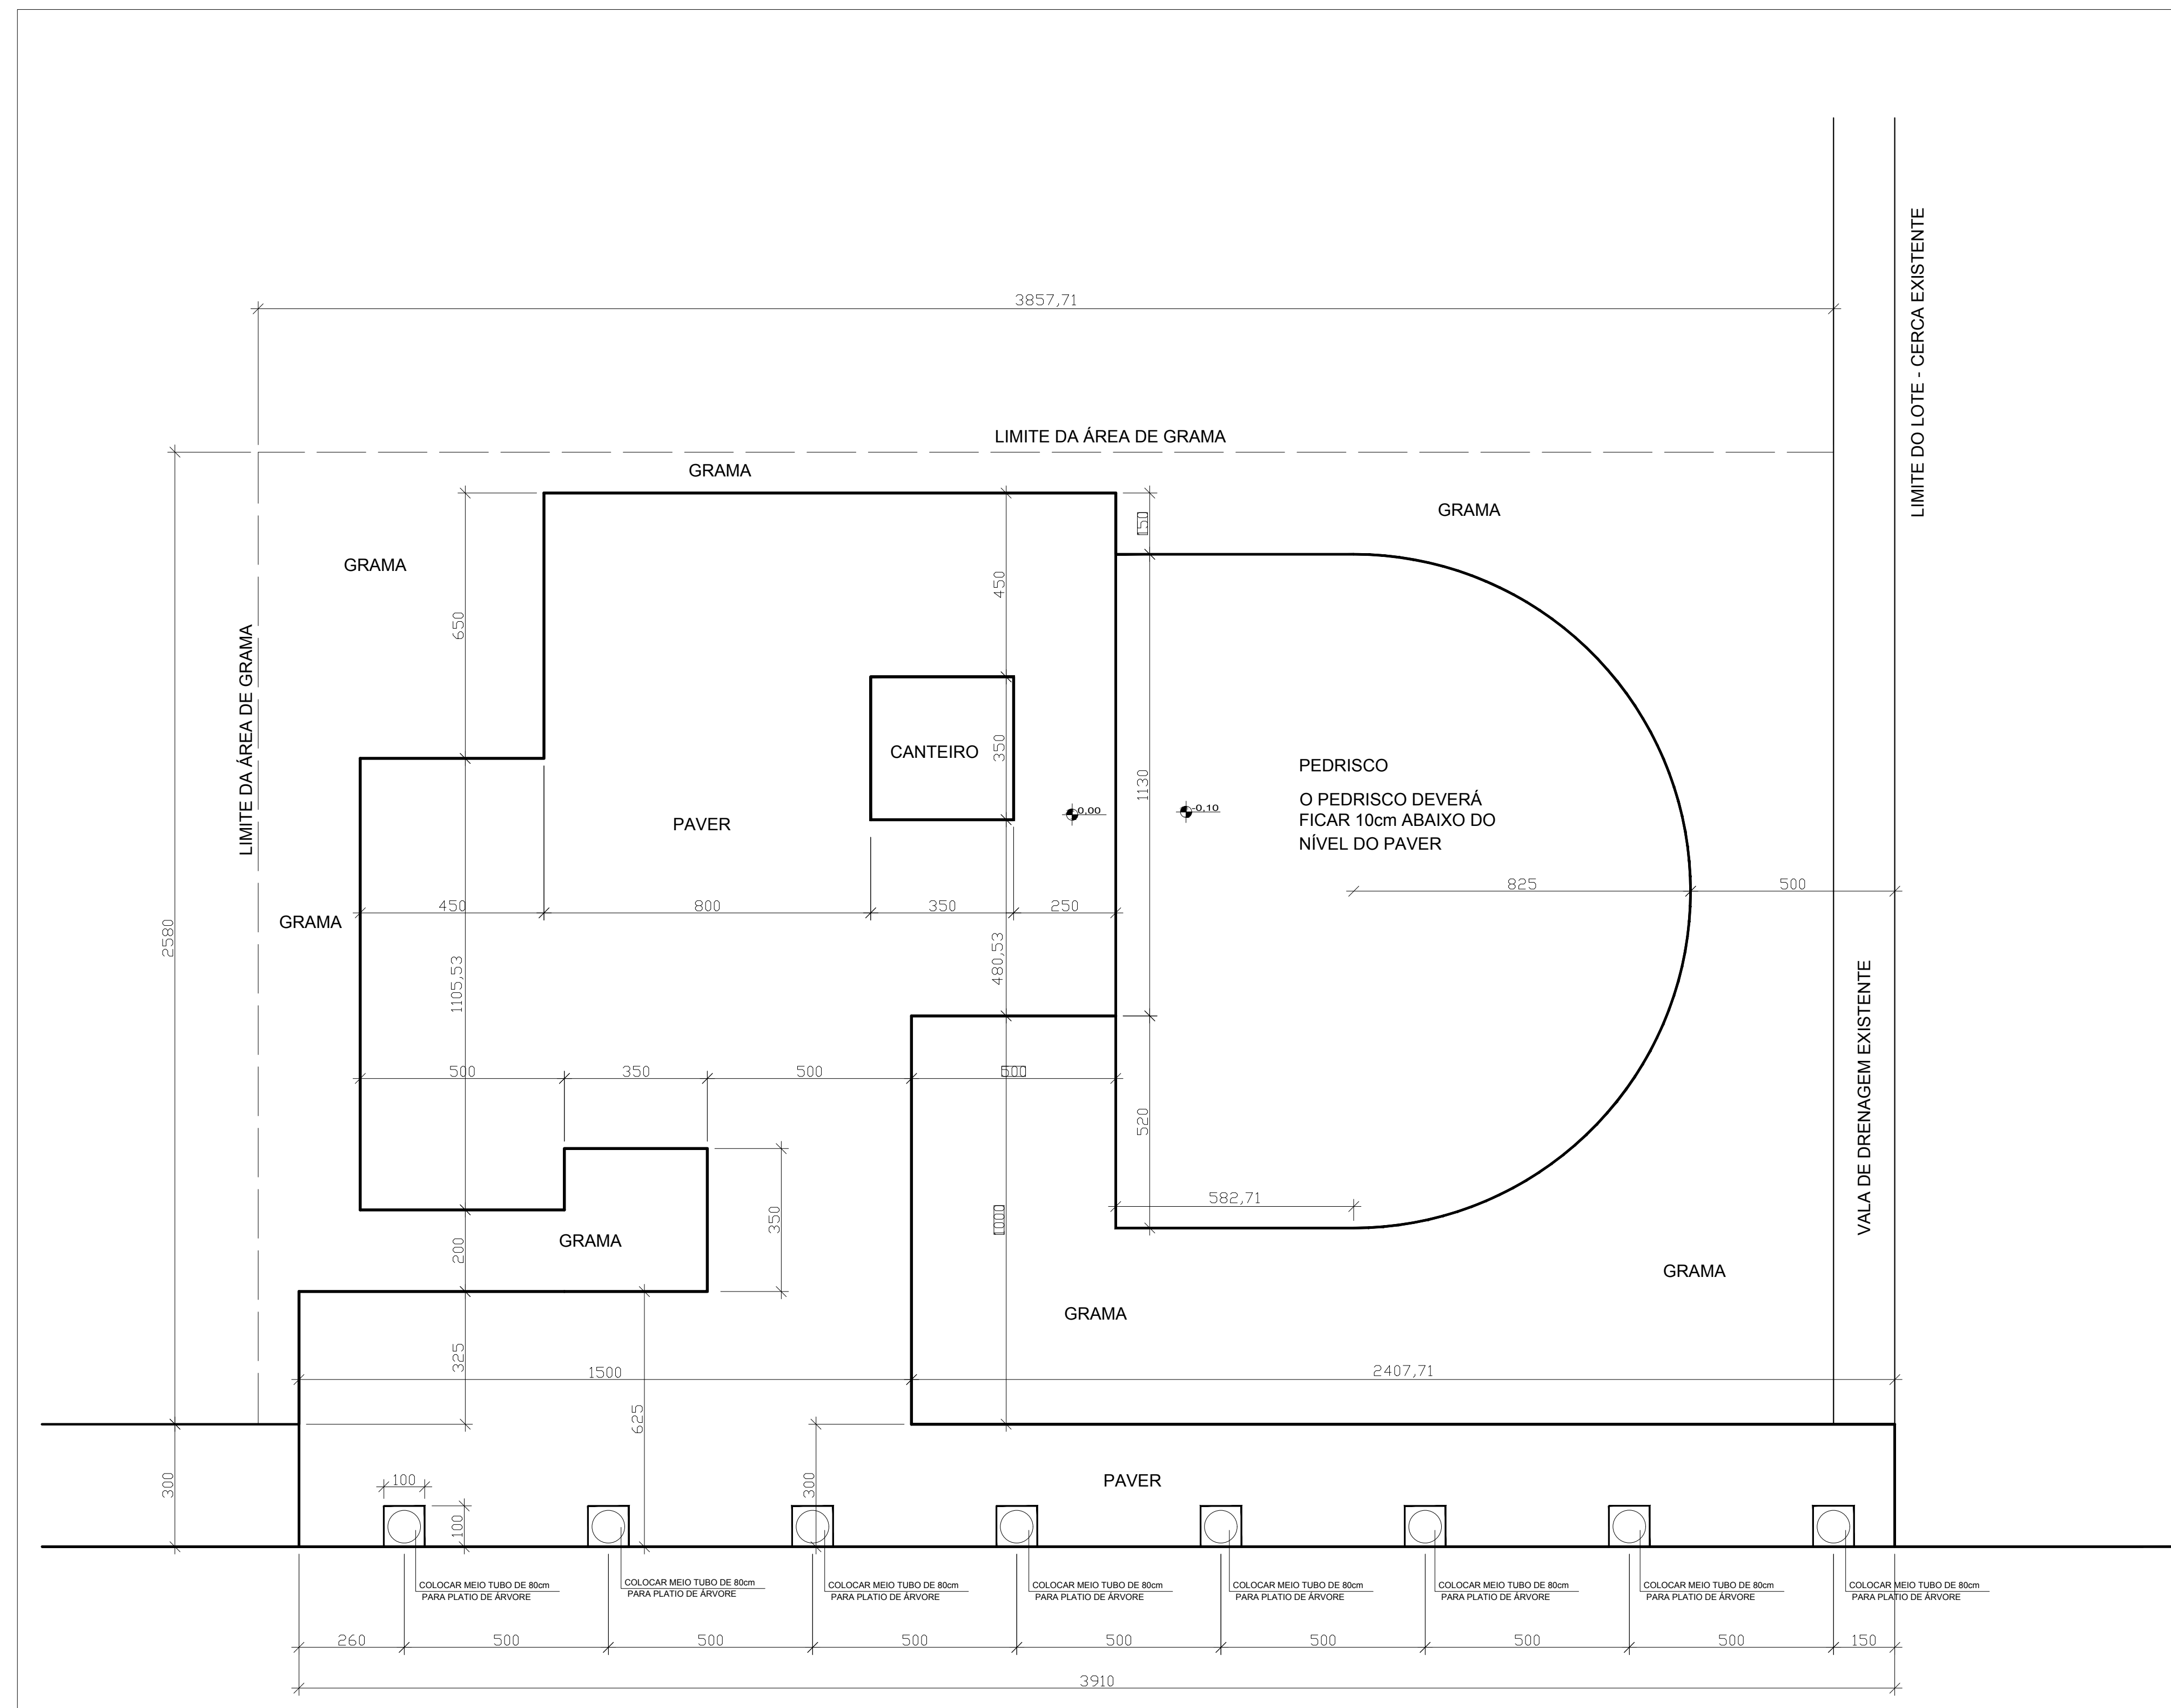 3857,71
LIMITE DO LOTE - CERCA EXISTENTE
LIMITE DA ÁREA DE GRAMA
GRAMA
GRAMA
150
GRAMA
450
650
LIMITE DA ÁREA DE GRAMA
CANTEIRO
350
1130
PEDRISCO
O PEDRISCO DEVERÁ
FICAR 10cm ABAIXO DO
NÍVEL DO PAVER
0,00
-0,10
PAVER
825
500
450
800
350
250
GRAMA
2580
480,53
1105,53
VALA DE DRENAGEM EXISTENTE
500
350
500
500
520
582,71
350
1000
200
GRAMA
GRAMA
GRAMA
325
1500
2407,71
625
300
300
100
100
PAVER
COLOCAR MEIO TUBO DE 80cm
PARA PLATIO DE ÁRVORE
COLOCAR MEIO TUBO DE 80cm
PARA PLATIO DE ÁRVORE
COLOCAR MEIO TUBO DE 80cm
PARA PLATIO DE ÁRVORE
COLOCAR MEIO TUBO DE 80cm
PARA PLATIO DE ÁRVORE
COLOCAR MEIO TUBO DE 80cm
PARA PLATIO DE ÁRVORE
COLOCAR MEIO TUBO DE 80cm
PARA PLATIO DE ÁRVORE
COLOCAR MEIO TUBO DE 80cm
PARA PLATIO DE ÁRVORE
COLOCAR MEIO TUBO DE 80cm
PARA PLATIO DE ÁRVORE
260
500
500
500
500
500
500
500
150
3910